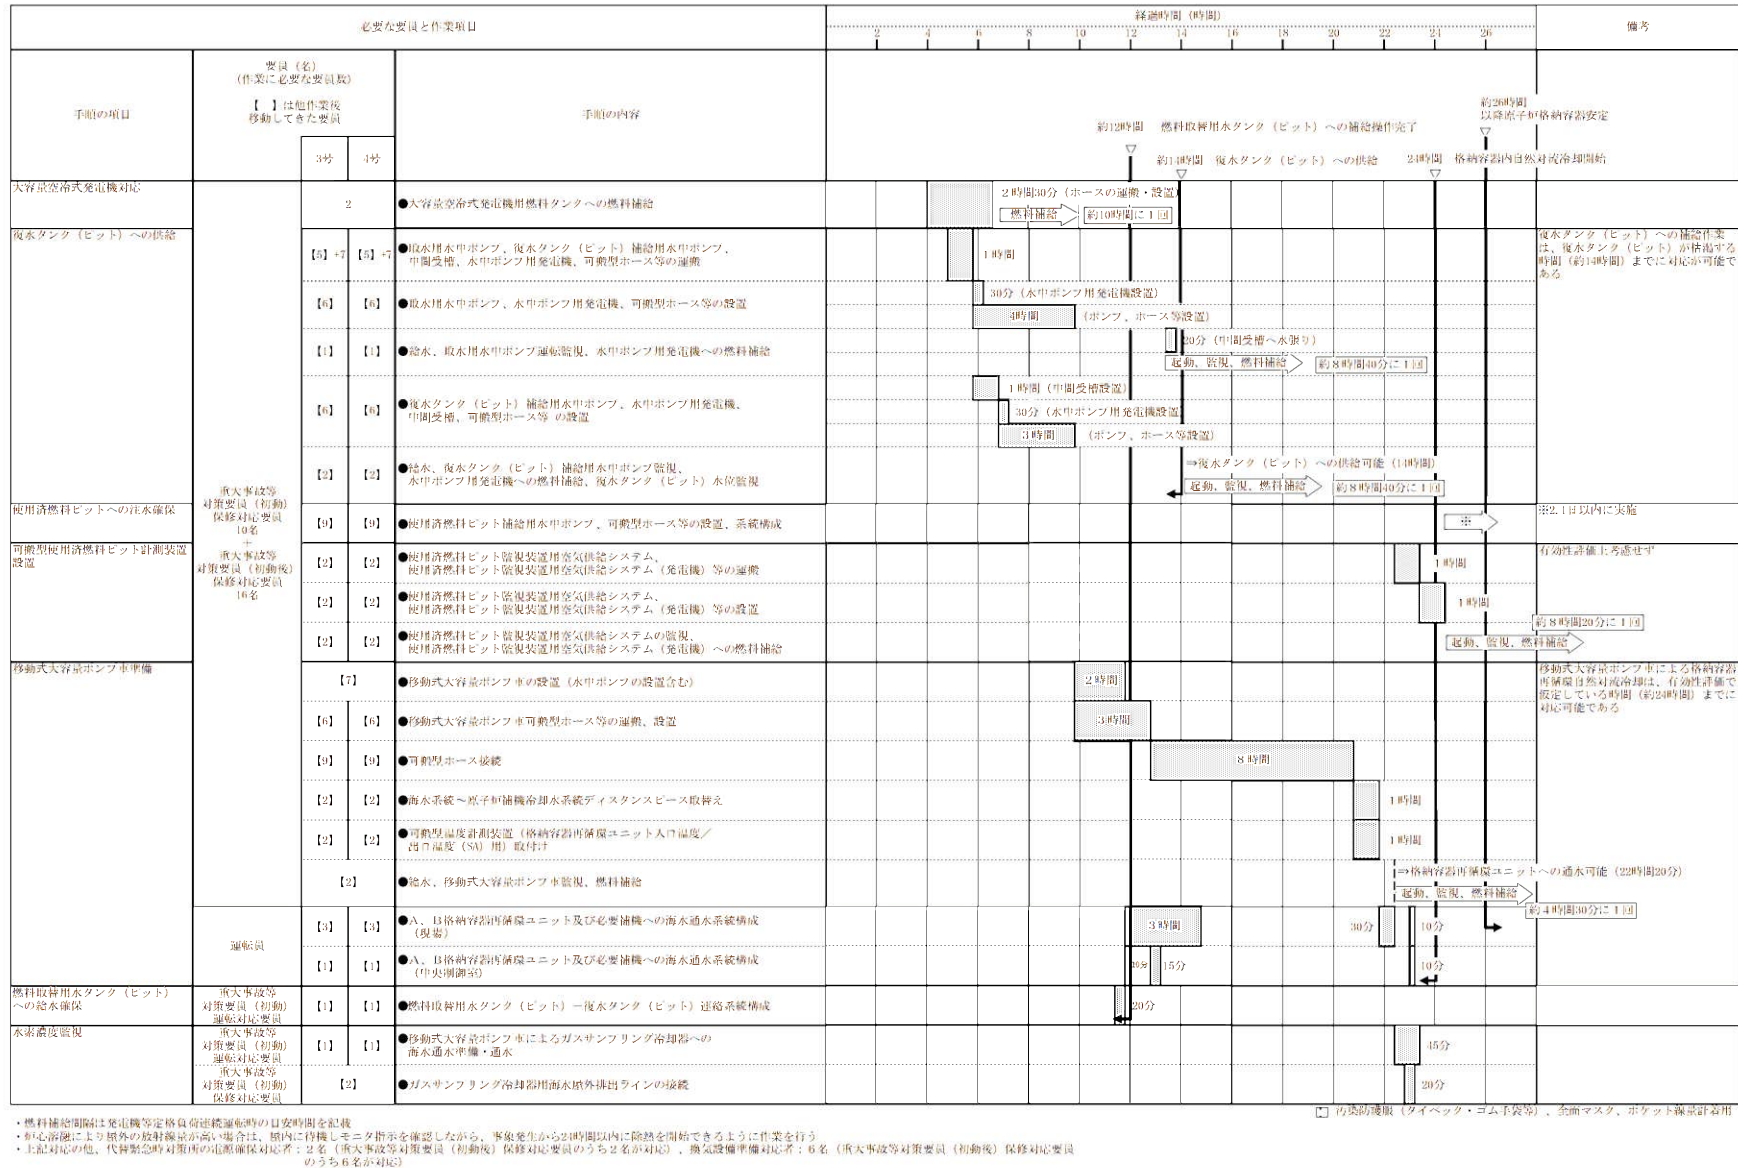 必要な要員と作業項目
経過時間（時間）
備考
2 4 6 8 10 12 14 16 18 20 22 24 26
手順の項目
要員（名）
（作業に必要な要員数）
【　】は他作業後
移動してきた要員
3号 4号
手順の内容
約26時間
以降原子炉格納容器安定
約12時間　燃料取替用水タンク（ピット）への補給操作完了
約14時間　復水タンク（ピット）への供給
24時間　格納容器内自然対流冷却開始
大容量空冷式発電機対応
2
●大容量空冷式発電機用燃料タンクへの燃料補給
2時間30分（ホースの運搬・設置）
燃料補給
約10時間に1回
復水タンク（ピット）への供給
【5】+7 【5】+7
●取水用水中ポンプ、復水タンク（ピット）補給用水中ポンプ、
中間受槽、水中ポンプ用発電機、可搬型ホース等の運搬
1時間
復水タンク（ピット）への補給作業
は、復水タンク（ピット）が枯渇する
時間（約14時間）までに対応が可能で
ある
【6】 【6】
●取水用水中ポンプ、水中ポンプ用発電機、可搬型ホース等の設置
30分（水中ポンプ用発電機設置）
4時間
（ポンプ、ホース等設置）
【1】 【1】
●給水、取水用水中ポンプ運転監視、水中ポンプ用発電機への燃料補給
20分（中間受槽へ水張り）
起動、監視、燃料補給
約8時間40分に1回
【6】 【6】
●復水タンク（ピット）補給用水中ポンプ、水中ポンプ用発電機、
中間受槽、可搬型ホース等 の設置
1時間（中間受槽設置）
30分（水中ポンプ用発電機設置）
3時間
（ポンプ、ホース等設置）
【2】 【2】
●給水、復水タンク（ピット）補給用水中ポンプ監視、
水中ポンプ用発電機への燃料補給、復水タンク（ピット）水位監視
⇒復水タンク（ピット）への供給可能（14時間）
起動、監視、燃料補給
約8時間40分に1回
重大事故等
対策要員（初動）
保修対応要員
10名
＋
重大事故等
対策要員（初動後）
保修対応要員
16名
使用済燃料ピットへの注水確保
【9】 【9】
●使用済燃料ピット補給用水中ポンプ、可搬型ホース等の設置、系統構成
※
※2.1日以内に実施
可搬型使用済燃料ピット計測装置
設置
【2】 【2】
●使用済燃料ピット監視装置用空気供給システム、
使用済燃料ピット監視装置用空気供給システム（発電機）等の運搬
1時間
有効性評価上考慮せず
【2】 【2】
●使用済燃料ピット監視装置用空気供給システム、
使用済燃料ピット監視装置用空気供給システム（発電機）等の設置
1時間
【2】 【2】
●使用済燃料ピット監視装置用空気供給システムの監視、
使用済燃料ピット監視装置用空気供給システム（発電機）への燃料補給
約8時間20分に1回
起動、監視、燃料補給
移動式大容量ポンプ車準備
【7】
●移動式大容量ポンプ車の設置（水中ポンプの設置含む）
2時間
移動式大容量ポンプ車による格納容器
再循環自然対流冷却は、有効性評価で
仮定している時間（約24時間）までに
対応可能である
【6】 【6】
●移動式大容量ポンプ車可搬型ホース等の運搬、設置
3時間
【9】 【9】
●可搬型ホース接続
8時間
【2】 【2】
●海水系統～原子炉補機冷却水系統ディスタンスピース取替え
1時間
【2】 【2】
●可搬型温度計測装置（格納容器再循環ユニット入口温度／
出口温度（SA）用）取付け
1時間
【2】
●給水、移動式大容量ポンプ車監視、燃料補給
⇒格納容器再循環ユニットへの通水可能（22時間20分）
起動、監視、燃料補給
約4時間30分に1回
運転員
【3】 【3】
●A、B格納容器再循環ユニット及び必要補機への海水通水系統構成
（現場）
3時間
30分
10分
【1】 【1】
●A、B格納容器再循環ユニット及び必要補機への海水通水系統構成
（中央制御室）
15分
10分
燃料取替用水タンク（ピット）
への給水確保
重大事故等
対策要員（初動）
運転対応要員
【1】 【1】
●燃料取替用水タンク（ピット）－復水タンク（ピット）連絡系統構成
20分
水素濃度監視
重大事故等
対策要員（初動）
運転対応要員
【1】 【1】
●移動式大容量ポンプ車によるガスサンプリング冷却器への
海水通水準備・通水
45分
重大事故等
対策要員（初動）
保修対応要員
【2】
●ガスサンプリング冷却器用海水屋外排出ラインの接続
20分
汚染防護服（タイベック・ゴム手袋等）、全面マスク、ポケット線量計着用
・燃料補給間隔は発電機等定格負荷連続運転時の目安時間を記載
・炉心溶融により屋外の放射線量が高い場合は、屋内に待機しモニタ指示を確認しながら、事象発生から24時間以内に除熱を開始できるように作業を行う
・上記対応の他、代替緊急時対策所の電源確保対応者：2名（重大事故等対策要員（初動後）保修対応要員のうち2名が対応）、換気設備準備対応者：6名（重大事故等対策要員（初動後）保修対応要員
のうち6名が対応）